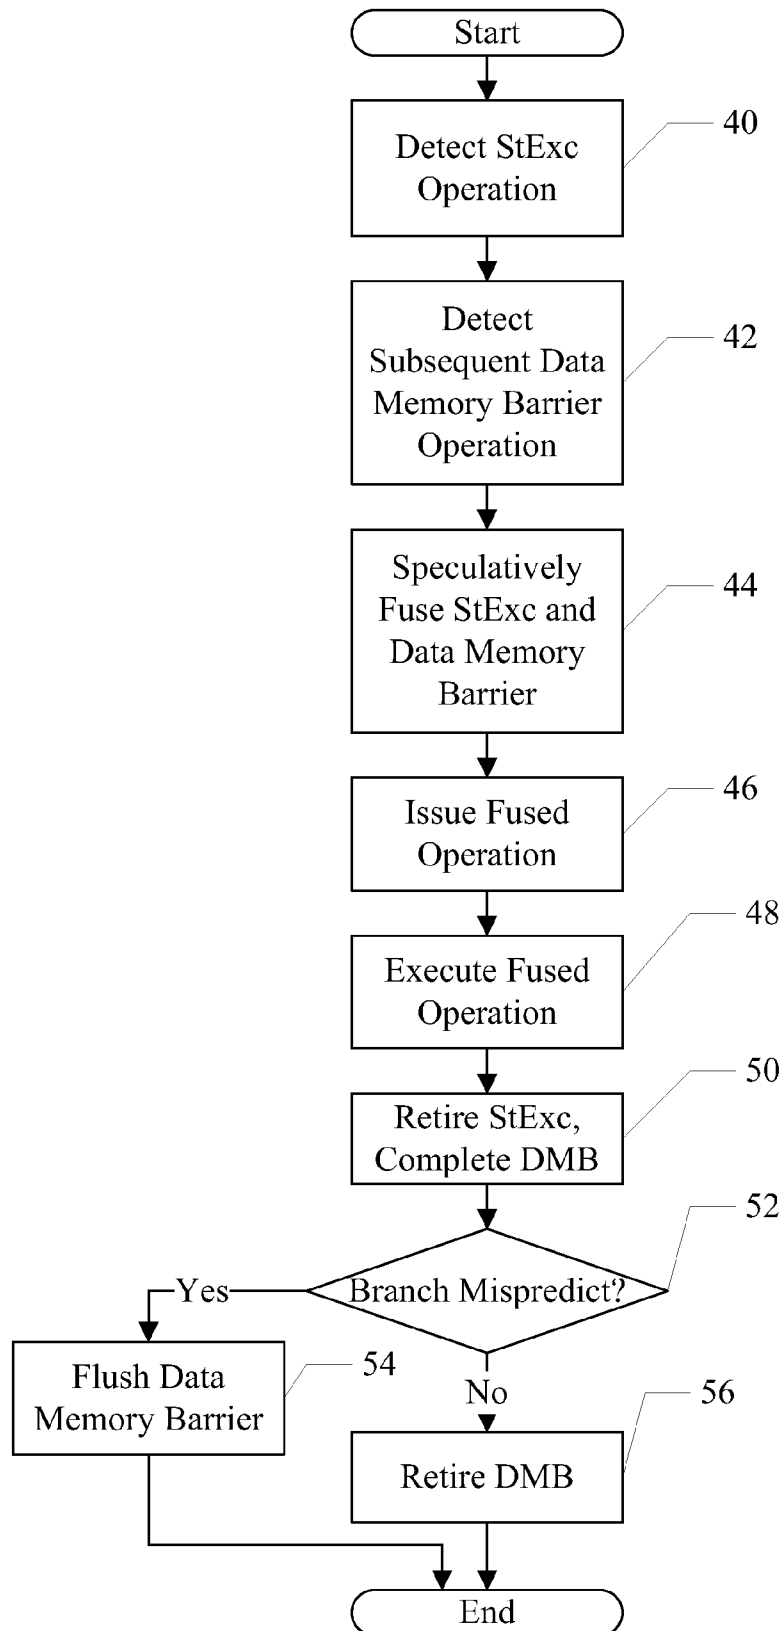 Start
Detect StExc
Operation
40
Detect
Subsequent Data
Memory Barrier
Operation
42
Speculatively
Fuse StExc and
Data Memory
Barrier
44
Issue Fused
Operation
46
Execute Fused
Operation
48
Retire StExc,
Complete DMB
50
Branch Mispredict?
52
Yes
Flush Data
Memory Barrier
54
No
Retire DMB
56
End